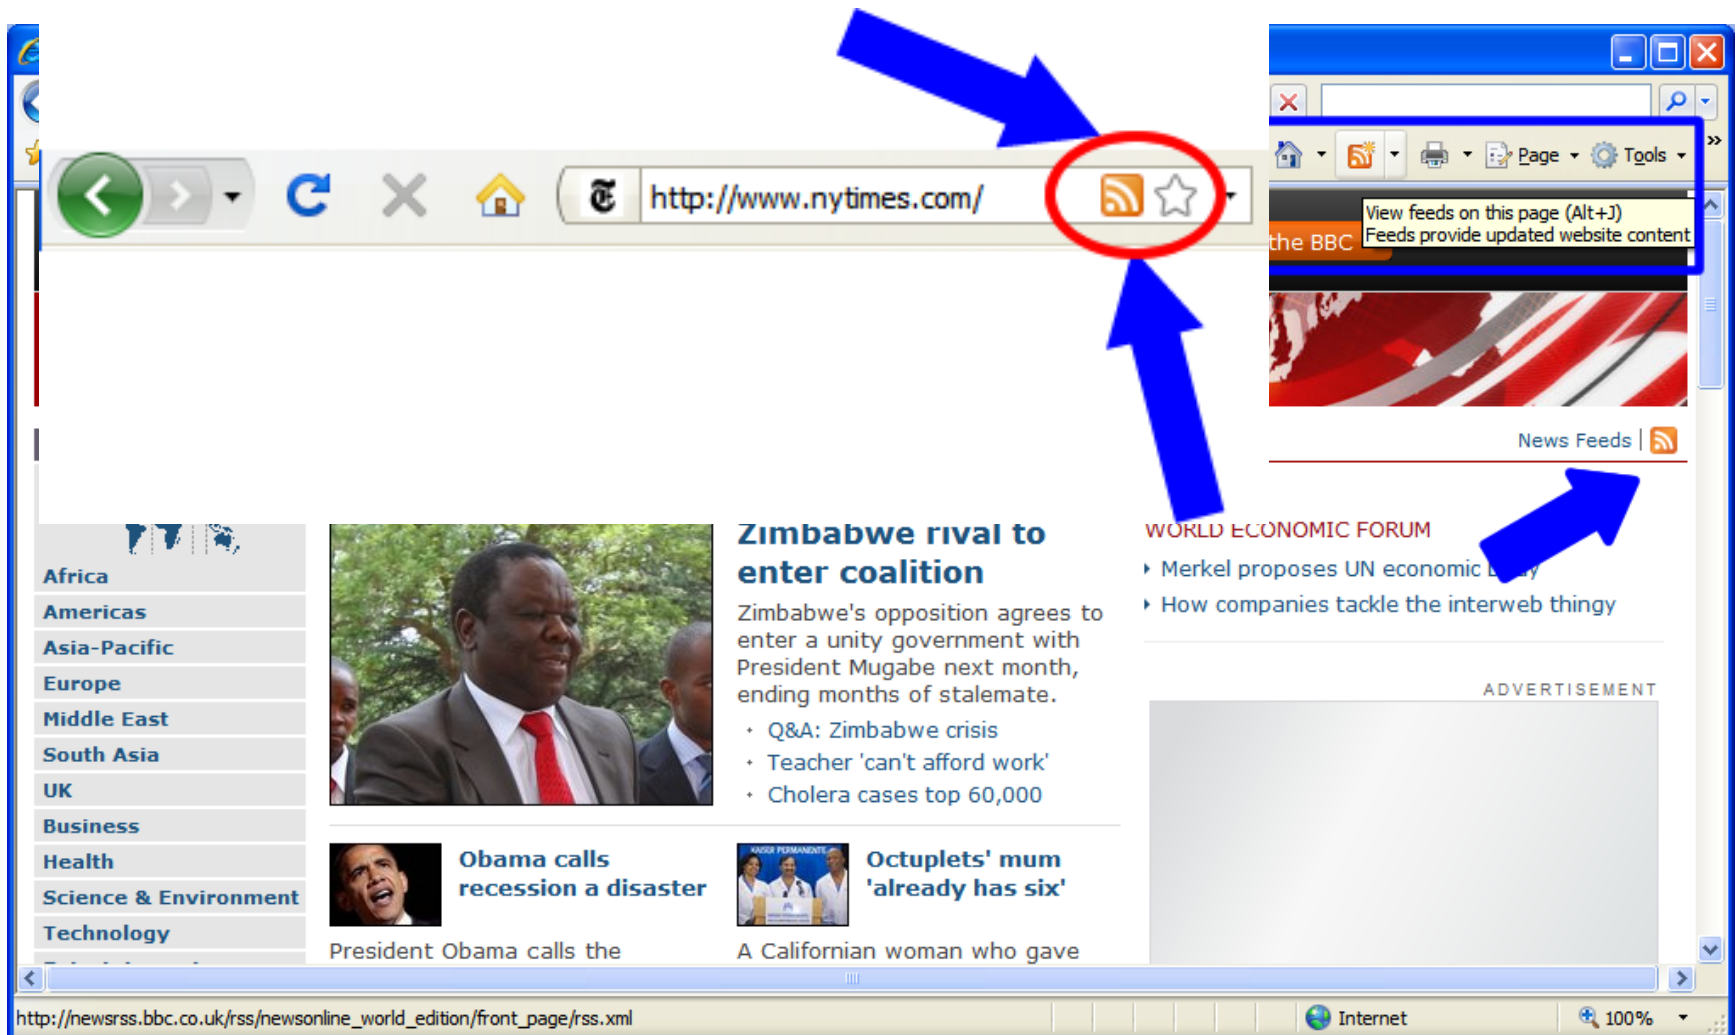 http://www.nytimes.com/
Page
Tools
»
View feeds on this page (Alt+J)
Feeds provide updated website content
the BBC
News Feeds |
Africa
Americas
Asia-Pacific
Europe
Middle East
South Asia
UK
Business
Health
Science & Environment
Technology
Zimbabwe rival to
enter coalition
Zimbabwe's opposition agrees to
enter a unity government with
President Mugabe next month,
ending months of stalemate.
Q&A: Zimbabwe crisis
Teacher 'can't afford work'
Cholera cases top 60,000
WORLD ECONOMIC FORUM
Merkel proposes UN economic
How companies tackle the interweb thingy
ADVERTISEMENT
Obama calls
recession a disaster
President Obama calls the
KAISER PERMANENTE
Octuplets' mum
'already has six'
A Californian woman who gave
http://newsrss.bbc.co.uk/rss/newsonline_world_edition/front_page/rss.xml
Internet
100%